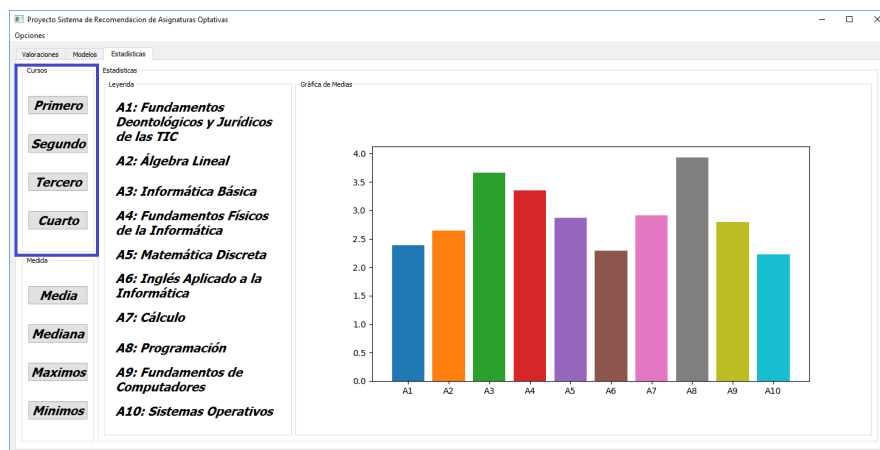 Proyecto Sistema de Recomendacion de Asignaturas Optativas
Opciones
Valoraciones Modelos Estadísticas
Cursos
Primero
Segundo
Tercero
Cuarto
Medida
Media
Mediana
Maximos
Minimos
Estadísticas
Leyenda
A1: Fundamentos
Deontológicos y Jurídicos
de las TIC
A2: Álgebra Lineal
A3: Informática Básica
A4: Fundamentos Físicos
de la Informática
A5: Matemática Discreta
A6: Inglés Aplicado a la
Informática
A7: Cálculo
A8: Programación
A9: Fundamentos de
Computadores
A10: Sistemas Operativos
Gráfica de Medias
4.0
3.5
3.0
2.5
2.0
1.5
1.0
0.5
0.0
A1 A2 A3 A4 A5 A6 A7 A8 A9 A10